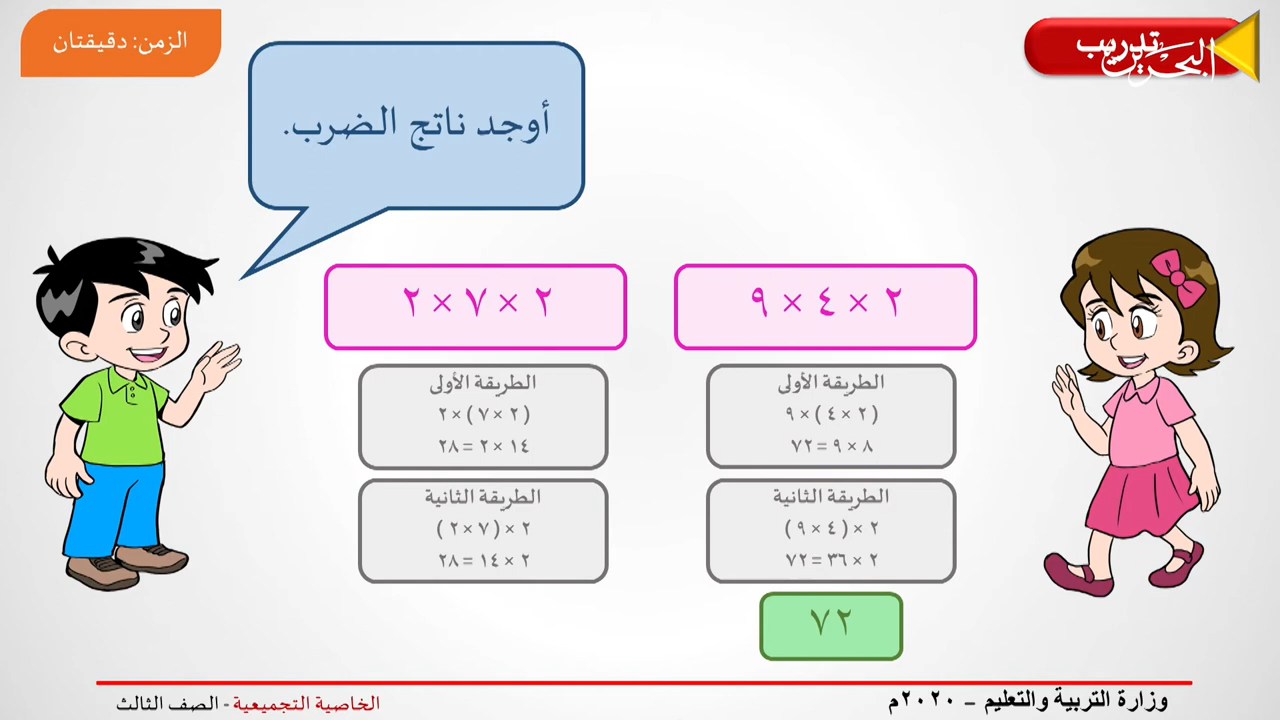 تدريب
البحرين
الزمن: دقيقتان
أوجد ناتج الضرب.
٢ × ٤ × ٩
الطريقة الأولى
(٢ × ٤) × ٩
٨ × ٩ = ٧٢
الطريقة الثانية
٢ × (٤ × ٩)
٢ × ٣٦ = ٧٢
٧٢
٢ × ٧ × ٢
الطريقة الأولى
(٢ × ٧) × ٢
١٤ × ٢ = ٢٨
الطريقة الثانية
٢ × (٧ × ٢)
٢ × ١٤ = ٢٨
وزارة التربية والتعليم – ٢٠٢٠م
الخاصية التجميعية - الصف الثالث